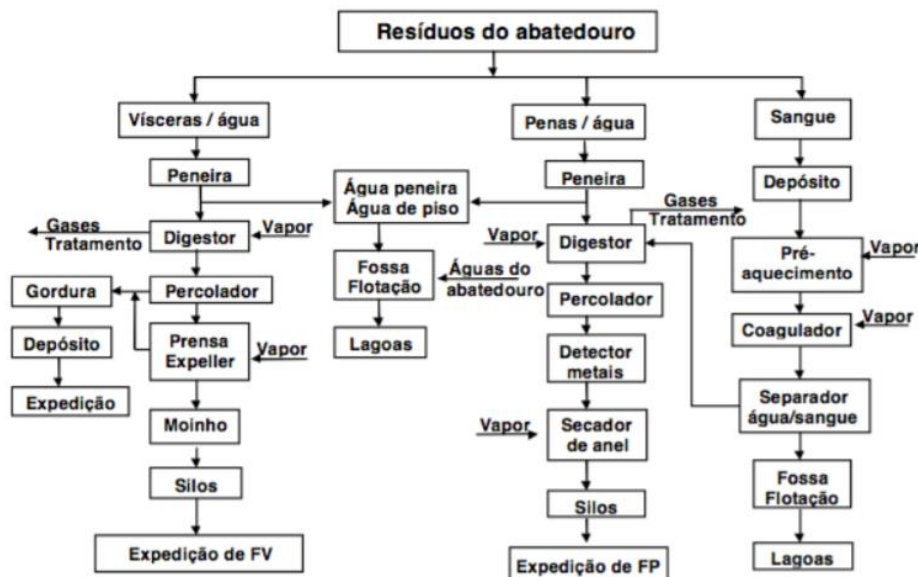 Resíduos do abatedouro
Vísceras / água
Penas / água
Sangue
Peneira
Água peneira
Água de piso
Peneira
Depósito
Gases
Tratamento
Digestor
Vapor
Vapor
Digestor
Gases
Tratamento
Pré-
aquecimento
Vapor
Fossa
Flotação
Águas do
abatedouro
Gordura
Percolador
Percolador
Coagulador
Vapor
Depósito
Prensa
Expeller
Vapor
Lagoas
Detector
metais
Expedição
Separador
água/sangue
Moinho
Vapor
Secador
de anel
Silos
Silos
Fossa
Flotação
Expedição de FV
Expedição de FP
Lagoas